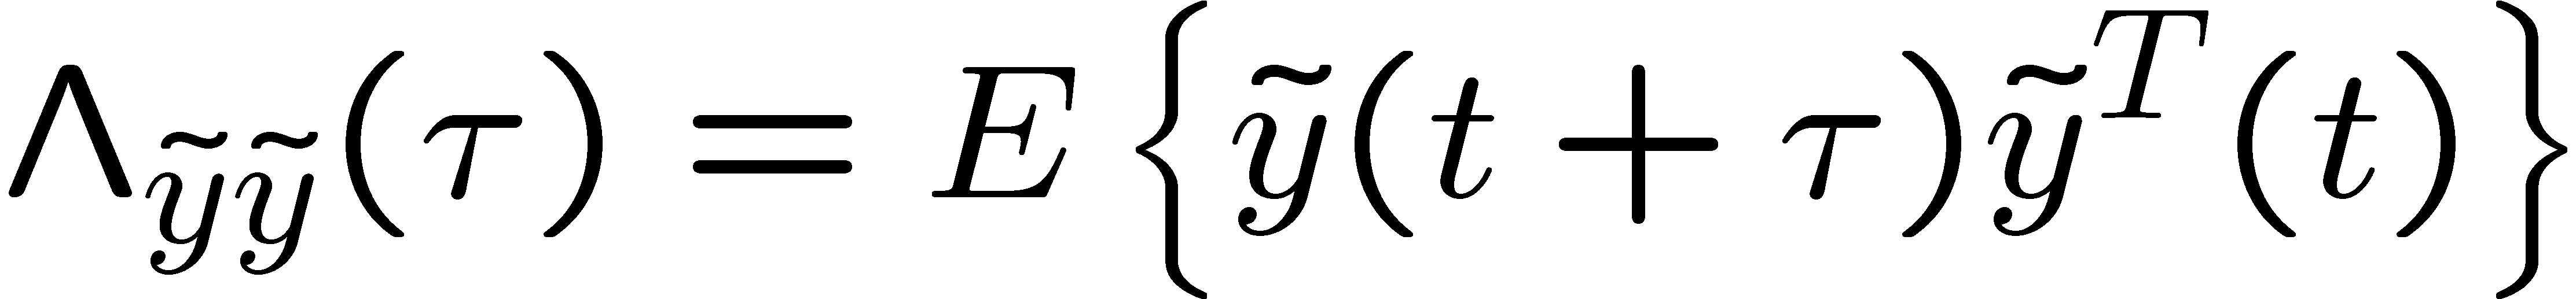 Λ_{ỹỹ}(τ) = E{ỹ(t + τ)ỹ^T(t)}